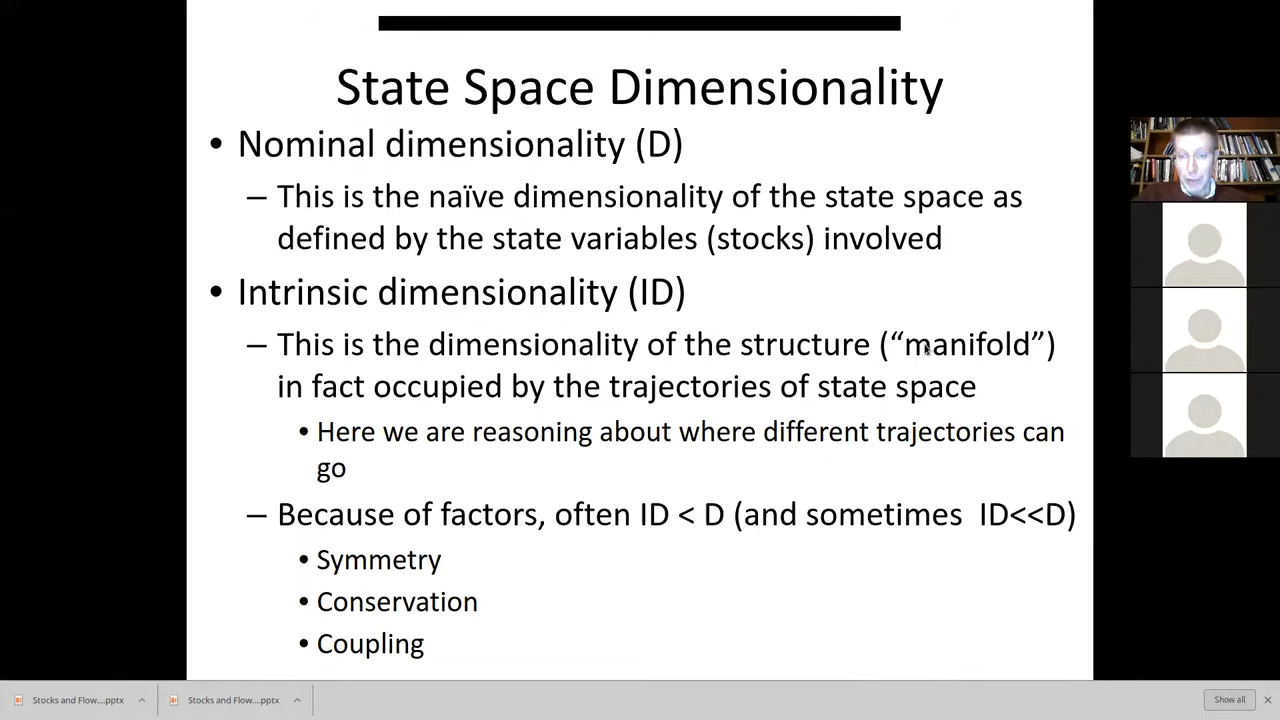 State Space Dimensionality
• Nominal dimensionality (D)
– This is the naïve dimensionality of the state space as
defined by the state variables (stocks) involved
• Intrinsic dimensionality (ID)
– This is the dimensionality of the structure (“manifold”)
in fact occupied by the trajectories of state space
• Here we are reasoning about where different trajectories can
go
– Because of factors, often ID < D (and sometimes  ID<<D)
• Symmetry
• Conservation
• Coupling
Stocks and Flow....pptx
Stocks and Flow....pptx
Show all